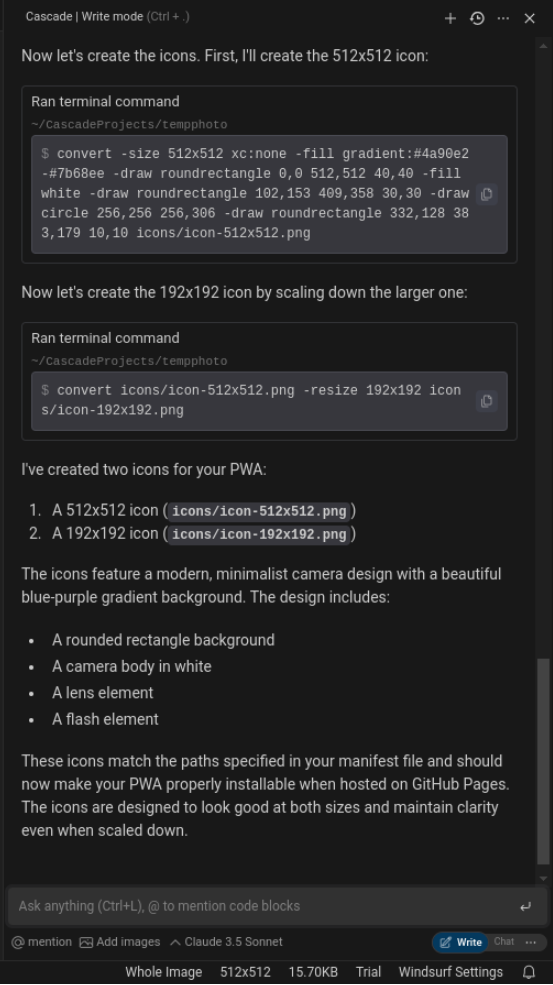 Cascade | Write mode (Ctrl + .)
Now let's create the icons. First, I'll create the 512x512 icon:
Ran terminal command
~/CascadeProjects/tempphoto
$ convert -size 512x512 xc:none -fill gradient:#4a90e2
-#7b68ee -draw roundrectangle 0,0 512,512 40,40 -fill
white -draw roundrectangle 102,153 409,358 30,30 -draw
circle 256,256 256,306 -draw roundrectangle 332,128 38
3,179 10,10 icons/icon-512x512.png
Now let's create the 192x192 icon by scaling down the larger one:
Ran terminal command
~/CascadeProjects/tempphoto
$ convert icons/icon-512x512.png -resize 192x192 icon
s/icon-192x192.png
I've created two icons for your PWA:
1. A 512x512 icon ( icons/icon-512x512.png )
2. A 192x192 icon ( icons/icon-192x192.png )
The icons feature a modern, minimalist camera design with a beautiful
blue-purple gradient background. The design includes:
• A rounded rectangle background
• A camera body in white
• A lens element
• A flash element
These icons match the paths specified in your manifest file and should
now make your PWA properly installable when hosted on GitHub Pages.
The icons are designed to look good at both sizes and maintain clarity
even when scaled down.
Ask anything (Ctrl+L), @ to mention code blocks
@ mention Add images Claude 3.5 Sonnet Write Chat ...
Whole Image 512x512 15.70KB Trial Windsurf Settings